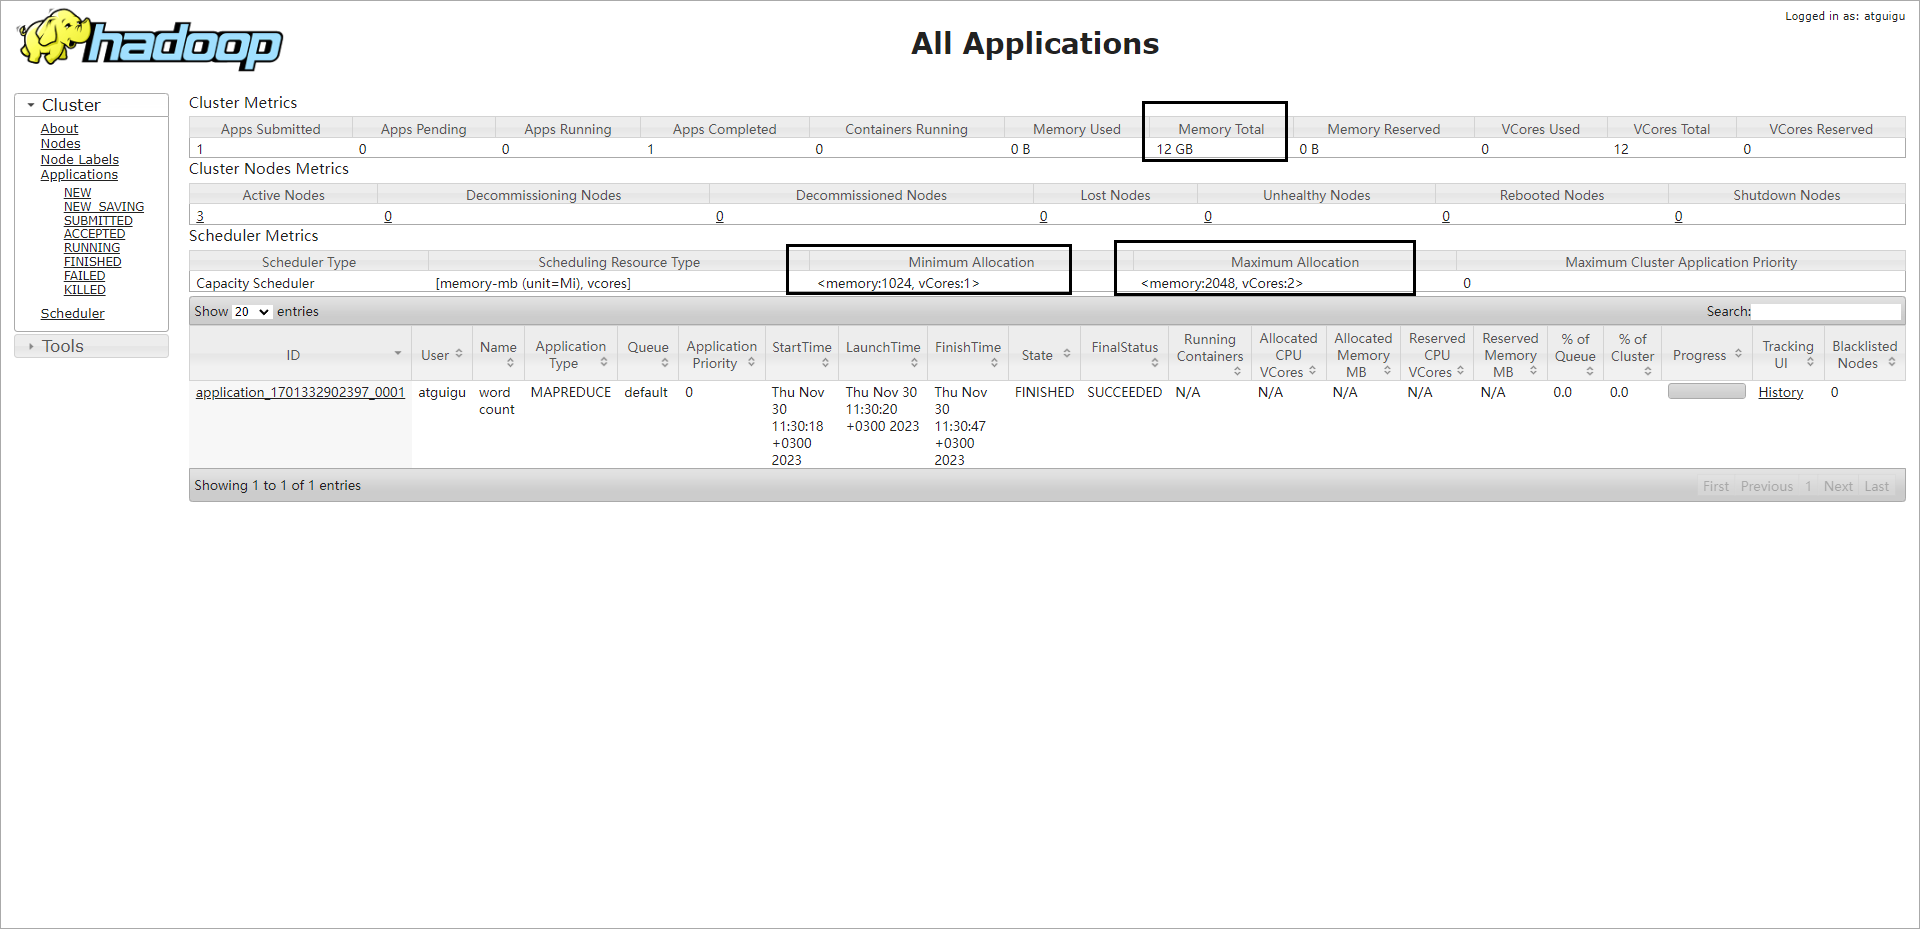 Logged in as: atguigu
hadoop
All Applications
Cluster
About
Nodes
Node Labels
Applications
NEW
NEW_SAVING
SUBMITTED
ACCEPTED
RUNNING
FINISHED
FAILED
KILLED
Scheduler
Tools
Cluster Metrics
Apps Submitted Apps Pending Apps Running Apps Completed Containers Running Memory Used Memory Total Memory Reserved VCores Used VCores Total VCores Reserved
1 0 0 1 0 0 B 12 GB 0 B 0 12 0
Cluster Nodes Metrics
Active Nodes Decommissioning Nodes Decommissioned Nodes Lost Nodes Unhealthy Nodes Rebooted Nodes Shutdown Nodes
3 0 0 0 0 0 0
Scheduler Metrics
Scheduler Type Scheduling Resource Type Minimum Allocation Maximum Allocation Maximum Cluster Application Priority
Capacity Scheduler [memory-mb (unit=Mi), vcores] <memory:1024, vCores:1> <memory:2048, vCores:2> 0
Show 20 entries Search:
ID User Name Application Type Queue Application Priority StartTime LaunchTime FinishTime State FinalStatus Running Containers Allocated CPU VCores Allocated Memory MB Reserved CPU VCores Reserved Memory MB % of Queue % of Cluster Progress Tracking UI Blacklisted Nodes
application_1701332902397_0001 atguigu word count MAPREDUCE default 0 Thu Nov 30 11:30:18 +0300 2023 Thu Nov 30 11:30:20 +0300 2023 Thu Nov 30 11:30:47 +0300 2023 FINISHED SUCCEEDED N/A N/A N/A N/A N/A 0.0 0.0 History 0
Showing 1 to 1 of 1 entries First Previous 1 Next Last